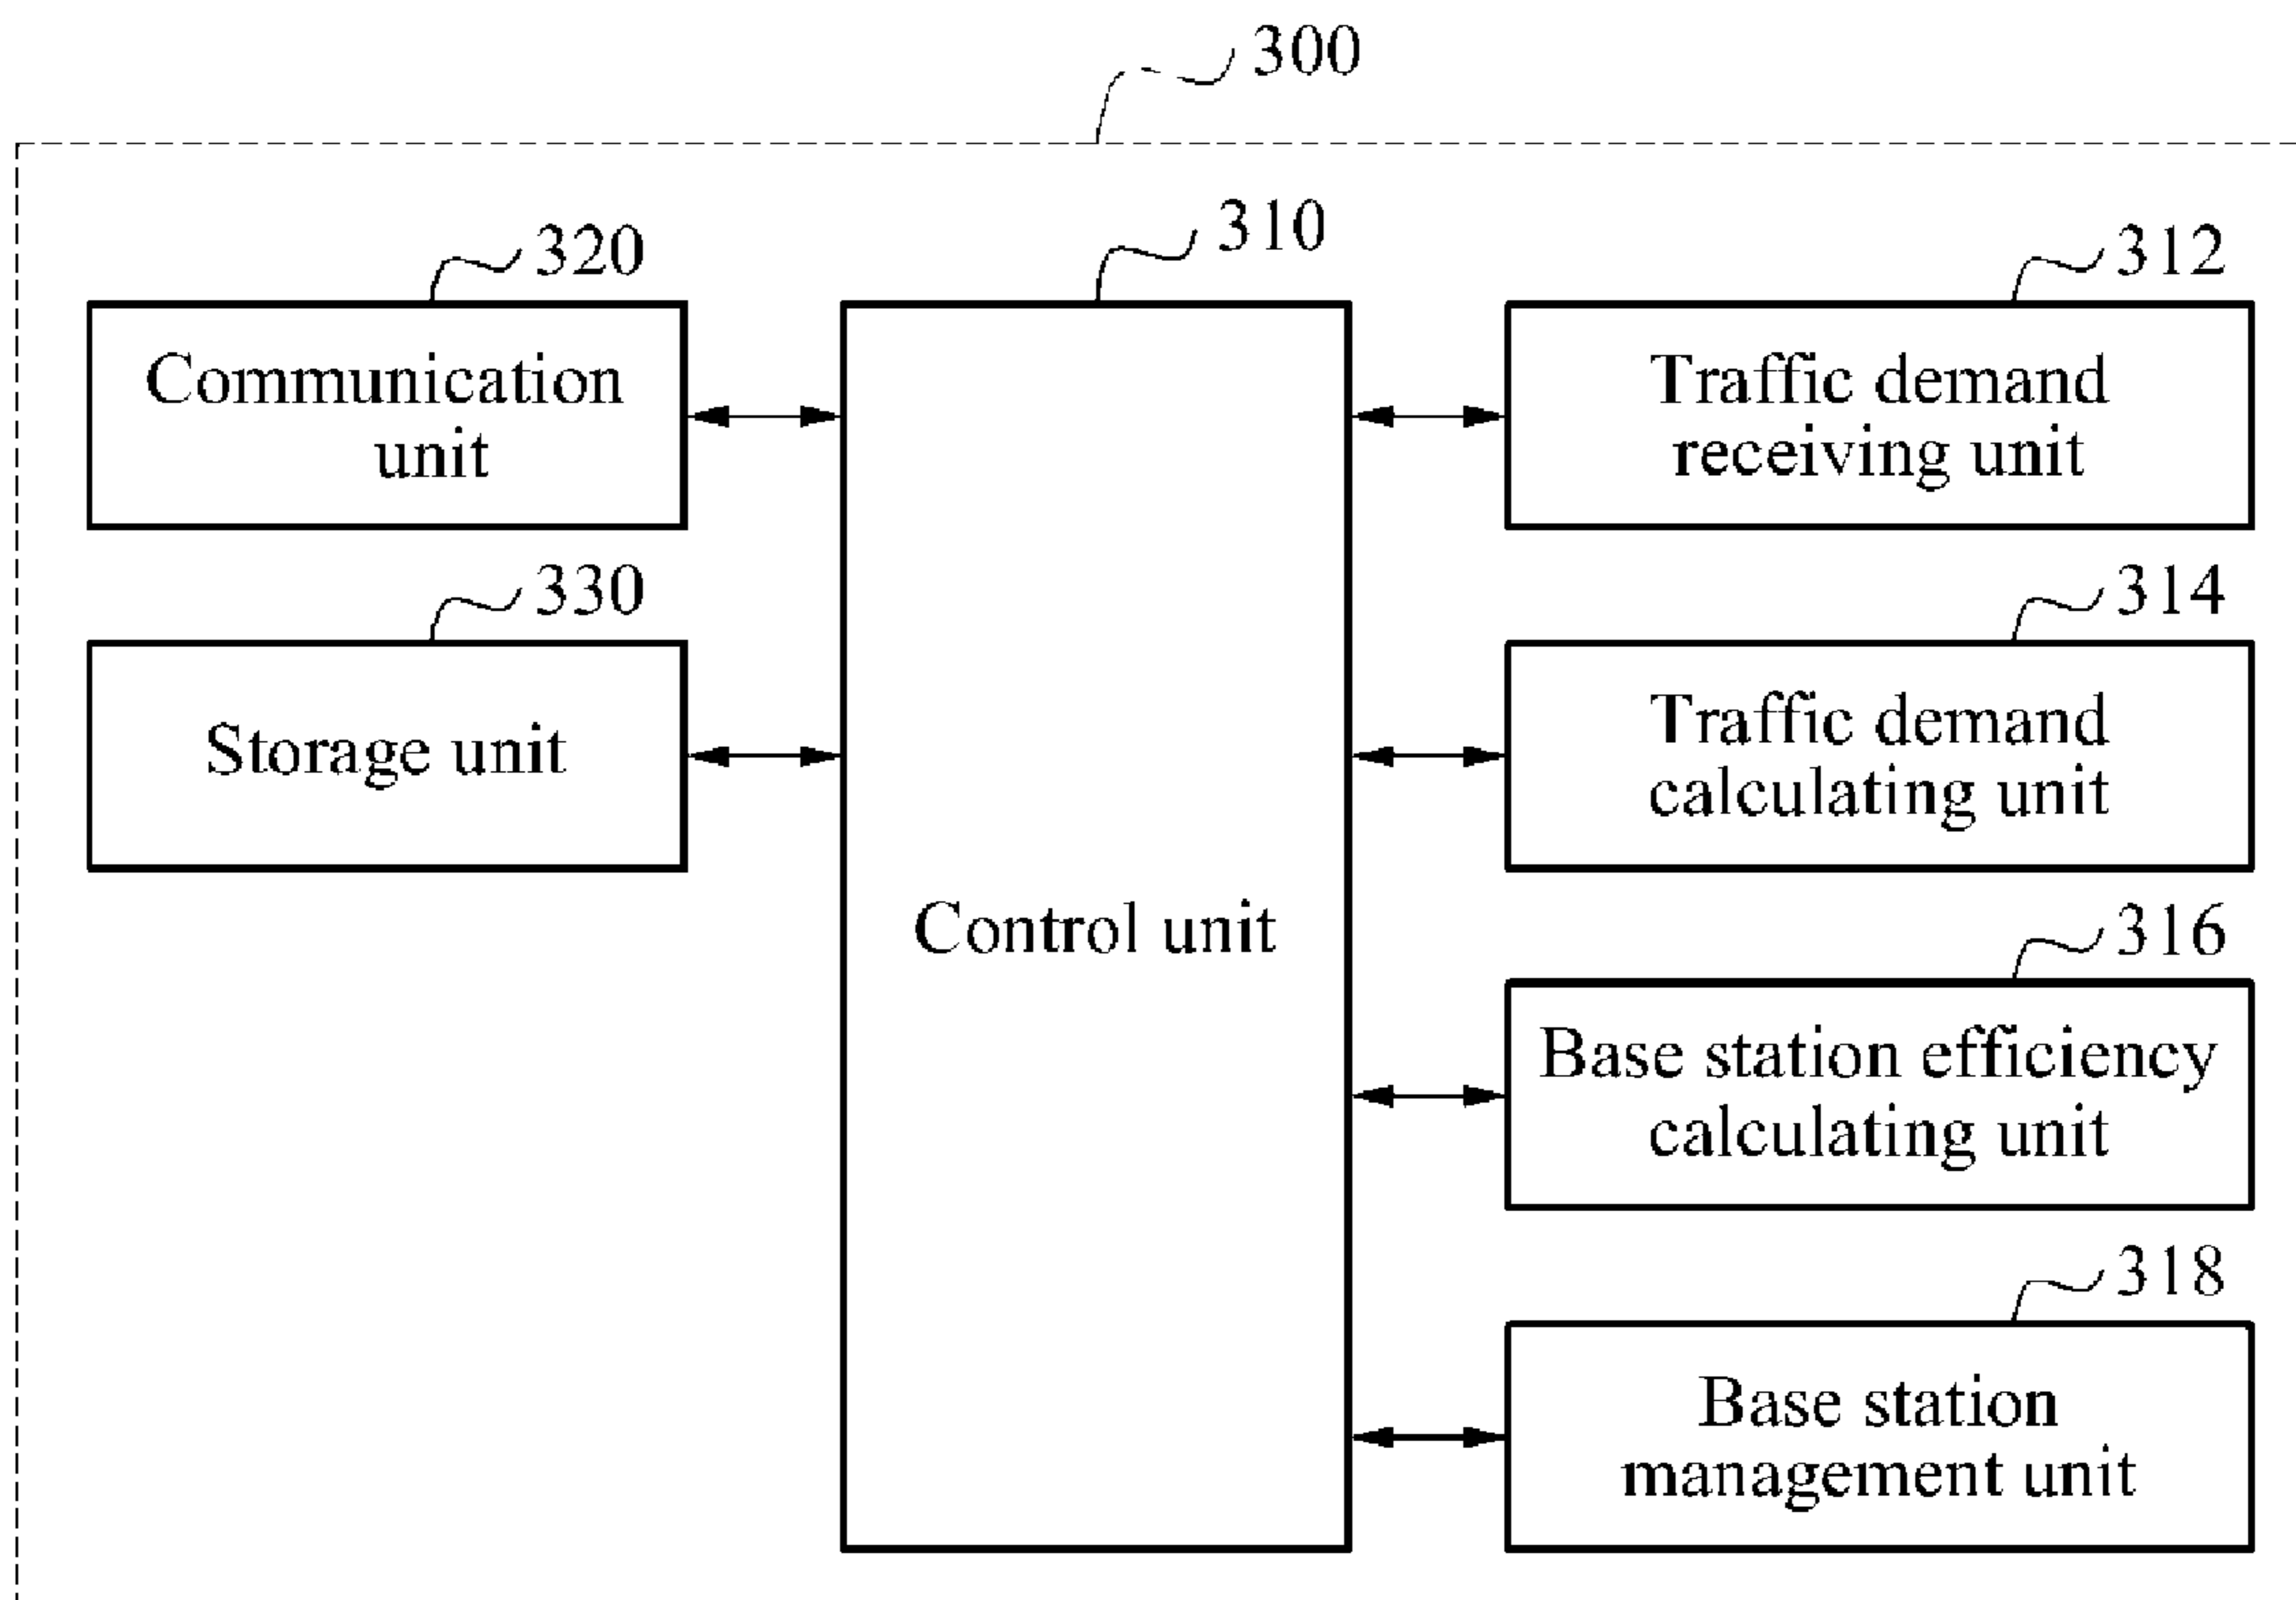 300
320
310
312
Communication
unit
Traffic demand
receiving unit
330
314
Storage unit
Traffic demand
calculating unit
Control unit
316
Base station efficiency
calculating unit
318
Base station
management unit